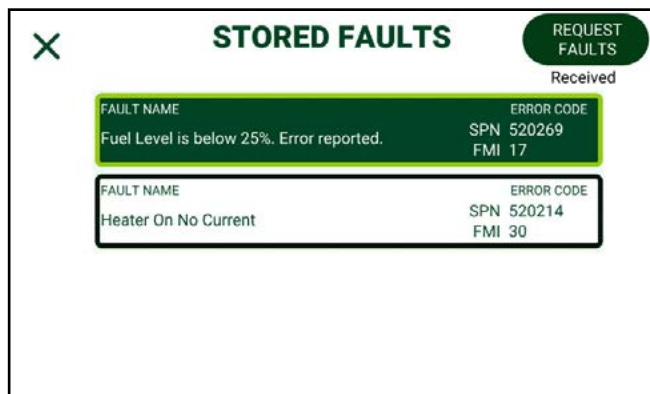 STORED FAULTS
REQUEST
FAULTS
Received
FAULT NAME ERROR CODE
Fuel Level is below 25%. Error reported. SPN 520269
FMI 17
FAULT NAME ERROR CODE
Heater On No Current SPN 520214
FMI 30